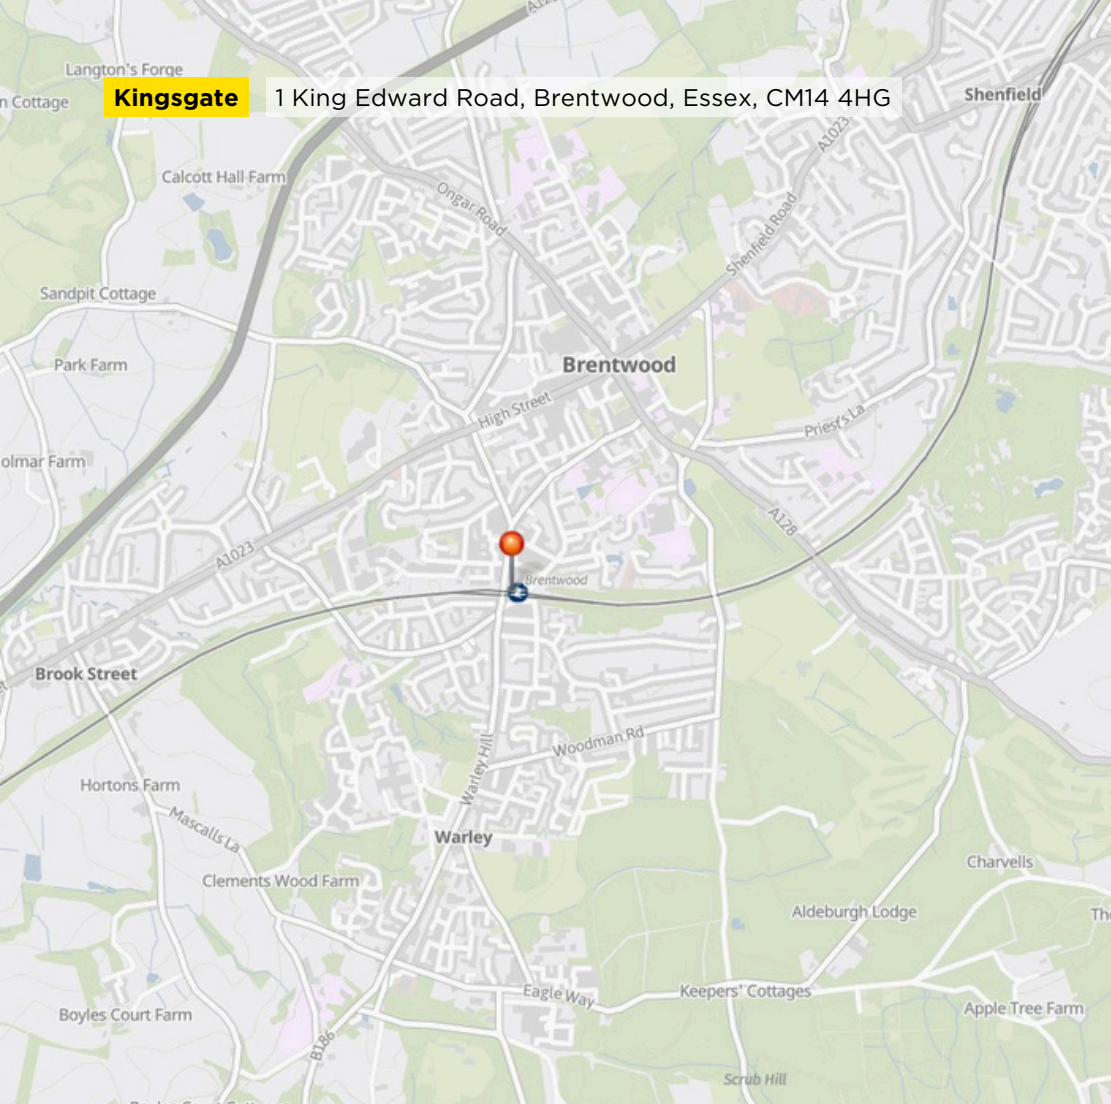 Langton's Forge
n Cottage
Kingsgate 1 King Edward Road, Brentwood, Essex, CM14 4HG
Shenfield
A1023
Calcott Hall Farm
Ongar Road
Shenfield Road
Sandpit Cottage
Park Farm
Brentwood
High Street
Priest's La
olmar Farm
A128
A1023
Brentwood
Brook Street
Woodman Rd
Warley Hill
Hortons Farm
Mascalls La
Warley
Charvells
Clements Wood Farm
Aldeburgh Lodge
Th
Eagle Way
Keepers' Cottages
Boyles Court Farm
Apple Tree Farm
B186
Scrub Hill